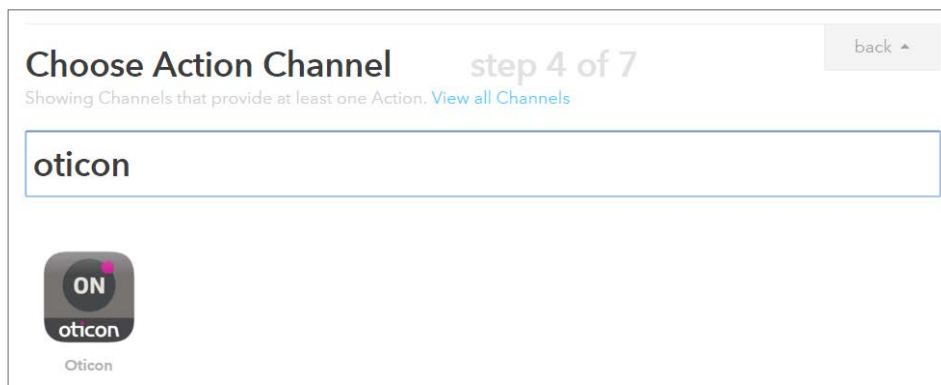 back
Choose Action Channel step 4 of 7
Showing Channels that provide at least one Action. View all Channels
oticon
ON
oticon
Oticon